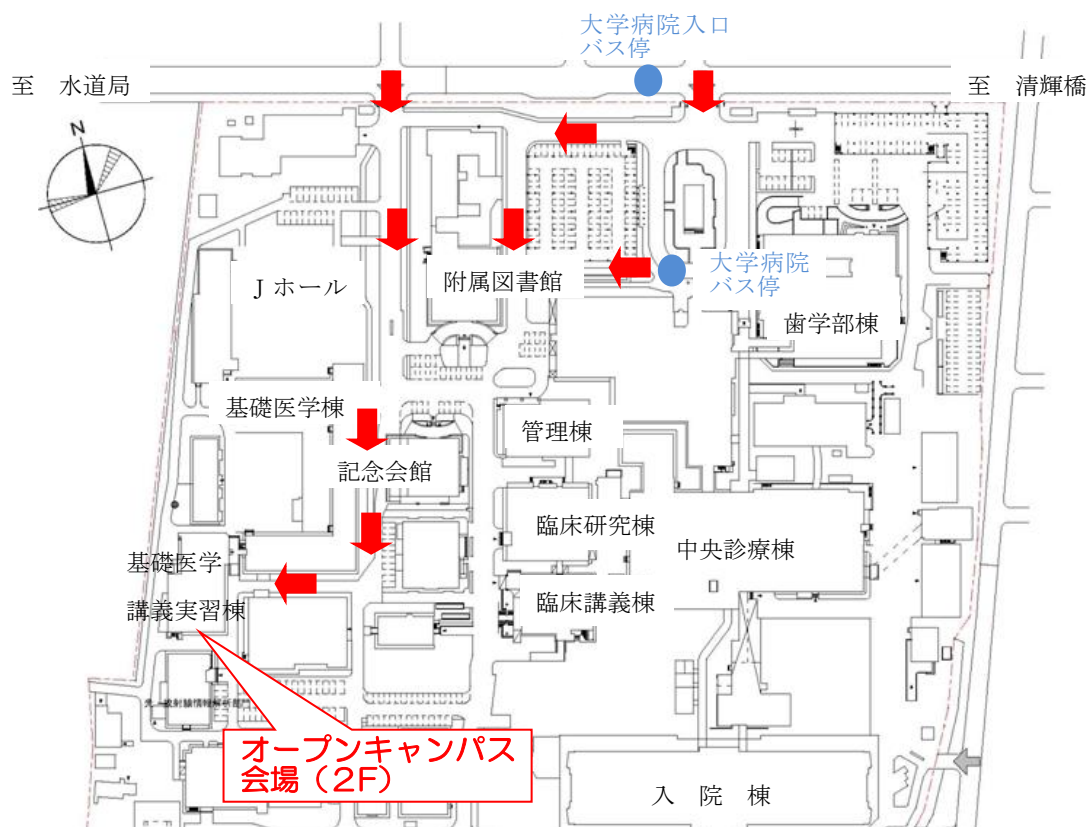 大学病院入口
バス停
至　水道局
至　清輝橋
N
大学病院
バス停
Jホール
附属図書館
歯学部棟
基礎医学棟
管理棟
記念会館
臨床研究棟
中央診療棟
基礎医学
講義実習棟
臨床講義棟
オープンキャンパス
会場（2F）
入　院　棟